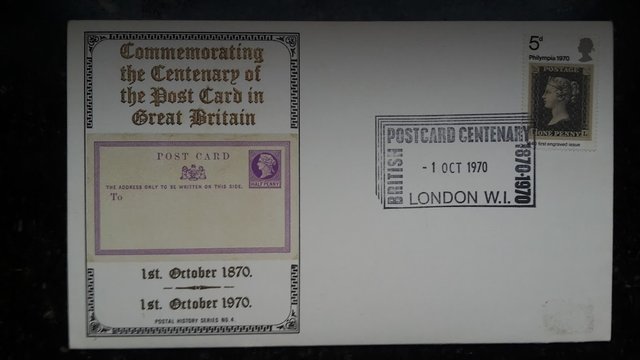 Commemorating
the Centenary of
the Post Card in
Great Britain
POST CARD
THE ADDRESS ONLY TO BE WRITTEN ON THIS SIDE.
HALF PENNY
To
1st. October 1870.
1st. October 1970.
POSTAL HISTORY SERIES NO. 4.
BRITISH
POSTCARD CENTENARY
1870-1970
- 1 OCT 1970
LONDON W.I.
5d
Philympia 1970
POSTAGE
ONE PENNY
L
first engraved issue